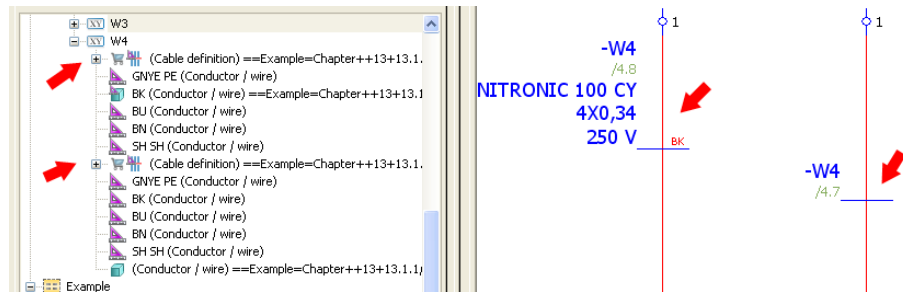 W3
W4
(Cable definition) ==Example=Chapter++13+13.1.
GNYE PE (Conductor / wire)
BK (Conductor / wire) ==Example=Chapter++13+13.1
BU (Conductor / wire)
BN (Conductor / wire)
SH SH (Conductor / wire)
(Cable definition) ==Example=Chapter++13+13.1.
GNYE PE (Conductor / wire)
BK (Conductor / wire)
BU (Conductor / wire)
BN (Conductor / wire)
SH SH (Conductor / wire)
(Conductor / wire) ==Example=Chapter++13+13.1.1/
Example
1
-W4
/4.8
NITRONIC 100 CY
4X0,34
250 V
BK
1
-W4
/4.7